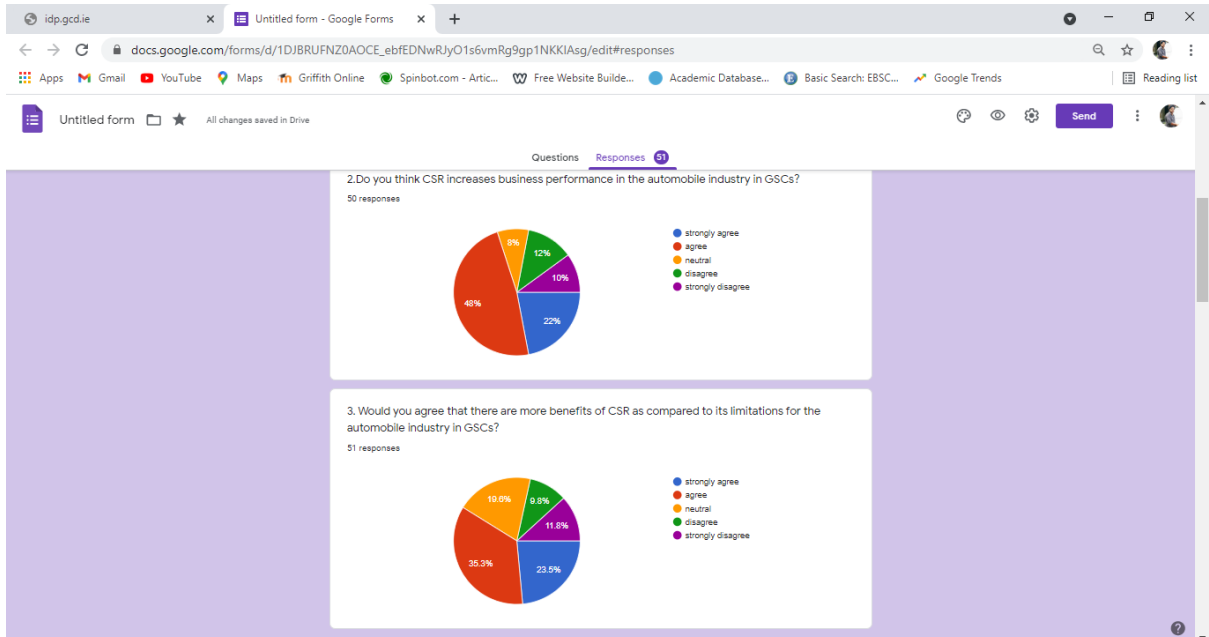 idp.gcd.ie
Untitled form - Google Forms
docs.google.com/forms/d/1DJBRUFNZ0AOCE_ebfEDNwRJyO1s6vmRg9gp1NKKlAsg/edit#responses
Apps Gmail YouTube Maps Griffith Online Spinbot.com - Artic... Free Website Builde... Academic Database... Basic Search: EBSC... Google Trends Reading list
Untitled form All changes saved in Drive Send
Questions Responses 51
2.Do you think CSR increases business performance in the automobile industry in GSCs?
50 responses
strongly agree
agree
neutral
disagree
strongly disagree
8%
12%
10%
48%
22%
3. Would you agree that there are more benefits of CSR as compared to its limitations for the
automobile industry in GSCs?
51 responses
strongly agree
agree
neutral
disagree
strongly disagree
19.6%
9.8%
11.8%
35.3%
23.5%